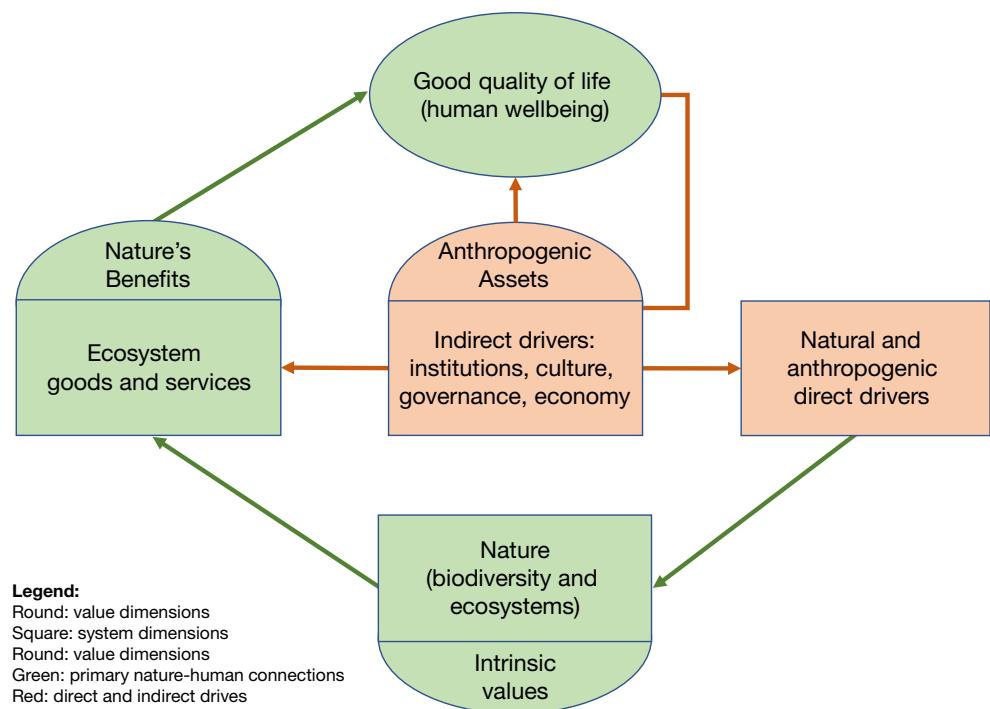 Good quality of life
(human wellbeing)
Nature’s
Benefits
Ecosystem
goods and services
Anthropogenic
Assets
Indirect drivers:
institutions, culture,
governance, economy
Natural and
anthropogenic
direct drivers
Nature
(biodiversity and
ecosystems)
Intrinsic
values
Legend:
Round: value dimensions
Square: system dimensions
Round: value dimensions
Green: primary nature-human connections
Red: direct and indirect drives